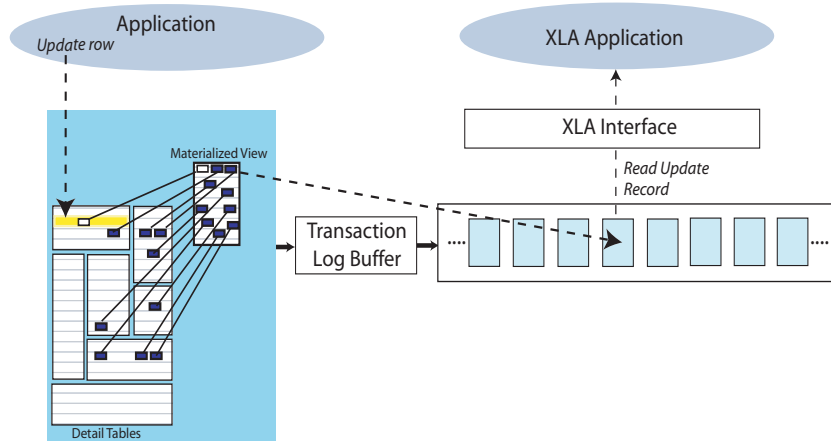 Application
Update row
XLA Application
XLA Interface
Materialized View
Read Update
Record
Transaction
Log Buffer
....
....
Detail Tables